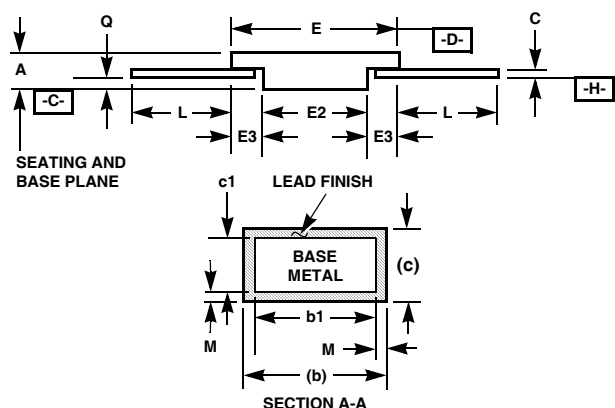 Q
E
C
A
-D-
-C-
-H-
L
E2
L
E3
E3
SEATING AND
BASE PLANE
c1
LEAD FINISH
BASE
METAL
(c)
b1
M
M
(b)
SECTION A-A